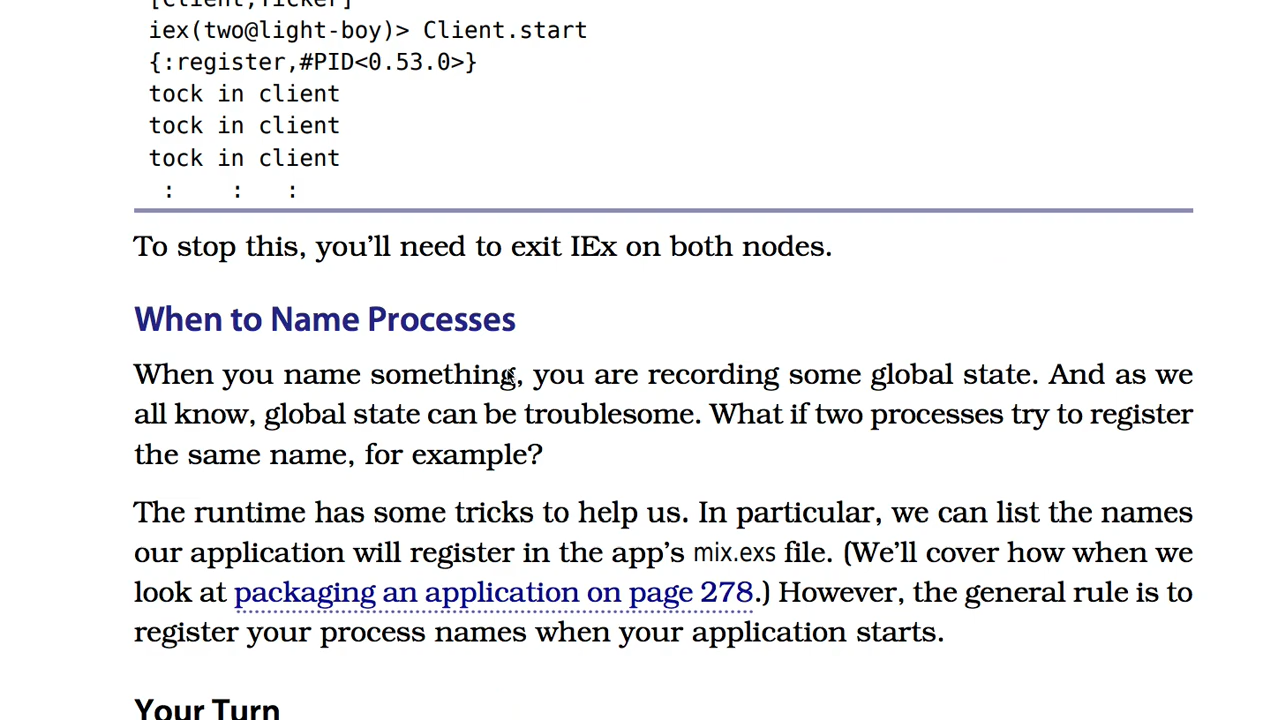 [Client,Ticker]
iex(two@light-boy)> Client.start
{:register,#PID<0.53.0>}
tock in client
tock in client
tock in client
: : :
To stop this, you’ll need to exit IEx on both nodes.
When to Name Processes
When you name something, you are recording some global state. And as we
all know, global state can be troublesome. What if two processes try to register
the same name, for example?
The runtime has some tricks to help us. In particular, we can list the names
our application will register in the app’s mix.exs file. (We’ll cover how when we
look at packaging an application on page 278.) However, the general rule is to
register your process names when your application starts.
Your Turn